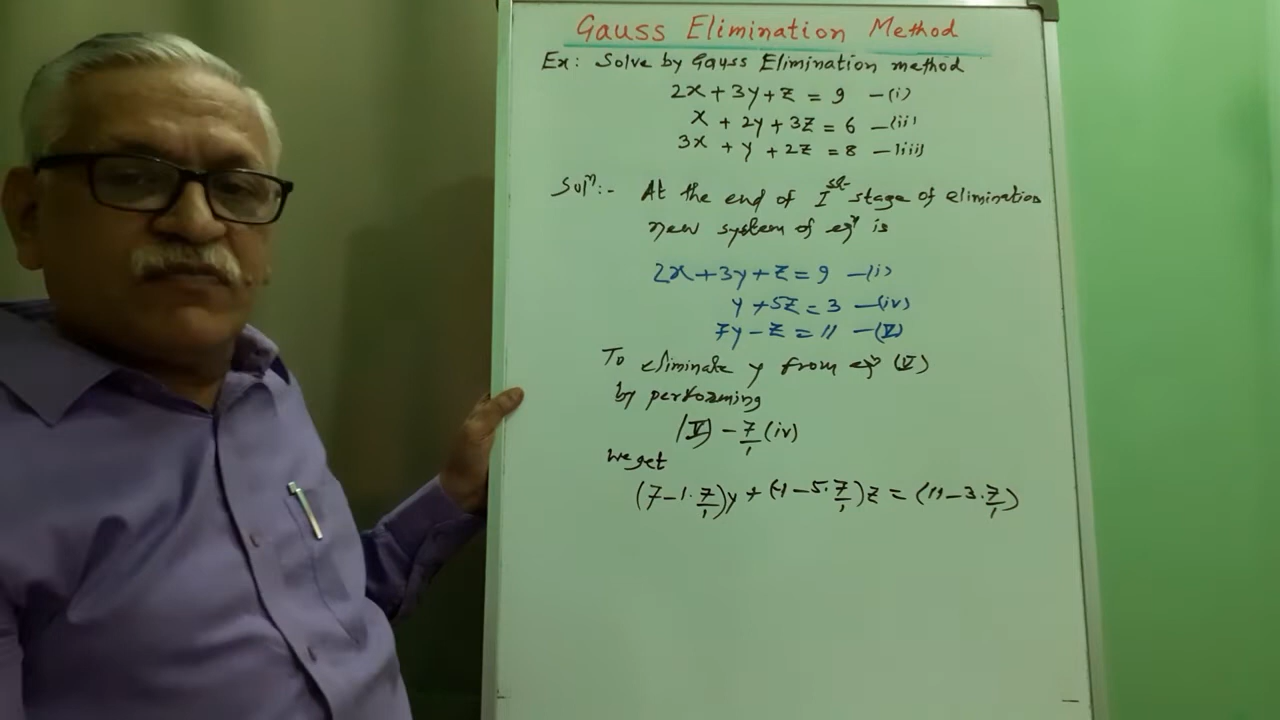 Gauss Elimination Method
Ex: Solve by Gauss Elimination method
2x + 3y + z = 9 —(i)
x + 2y + 3z = 6 —(ii)
3x + y + 2z = 8 —(iii)
Solⁿ:- At the end of Iˢᵗ stage of elimination
new system of eqⁿ is
2x + 3y + z = 9 —(i)
y + 5z = 3 —(iv)
7y – z = 11 —(V)
To eliminate y from eqⁿ (V)
by performing
(V) – 7/1 (iv)
we get
(7 – 1· 7/1)y + (-1 – 5· 7/1)z = (11 – 3· 7/1)